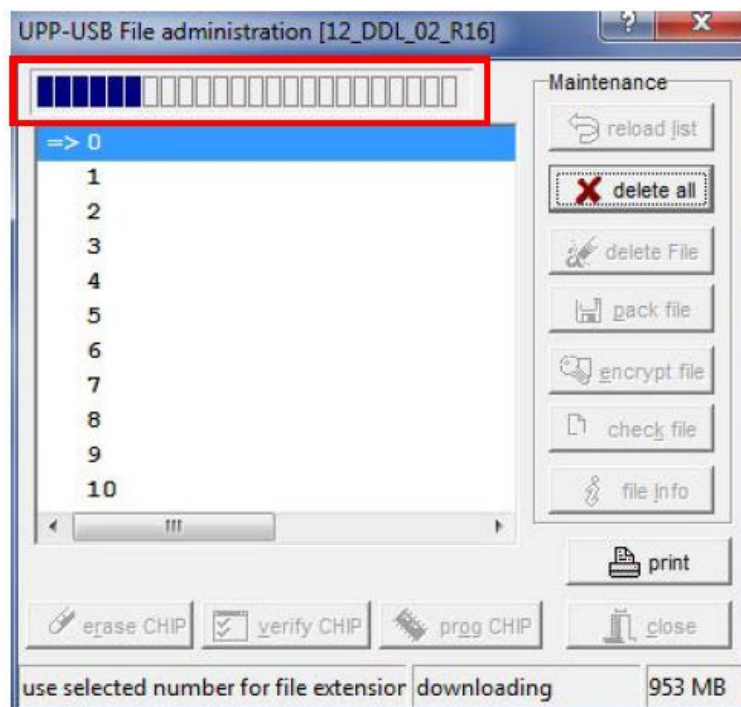 UPP-USB File administration [12_DDL_02_R16]
Maintenance
=> 0
1
2
3
4
5
6
7
8
9
10
reload list
delete all
delete File
pack file
encrypt file
check file
file Info
print
erase CHIP
verify CHIP
prog CHIP
close
use selected number for file extensior
downloading
953 MB